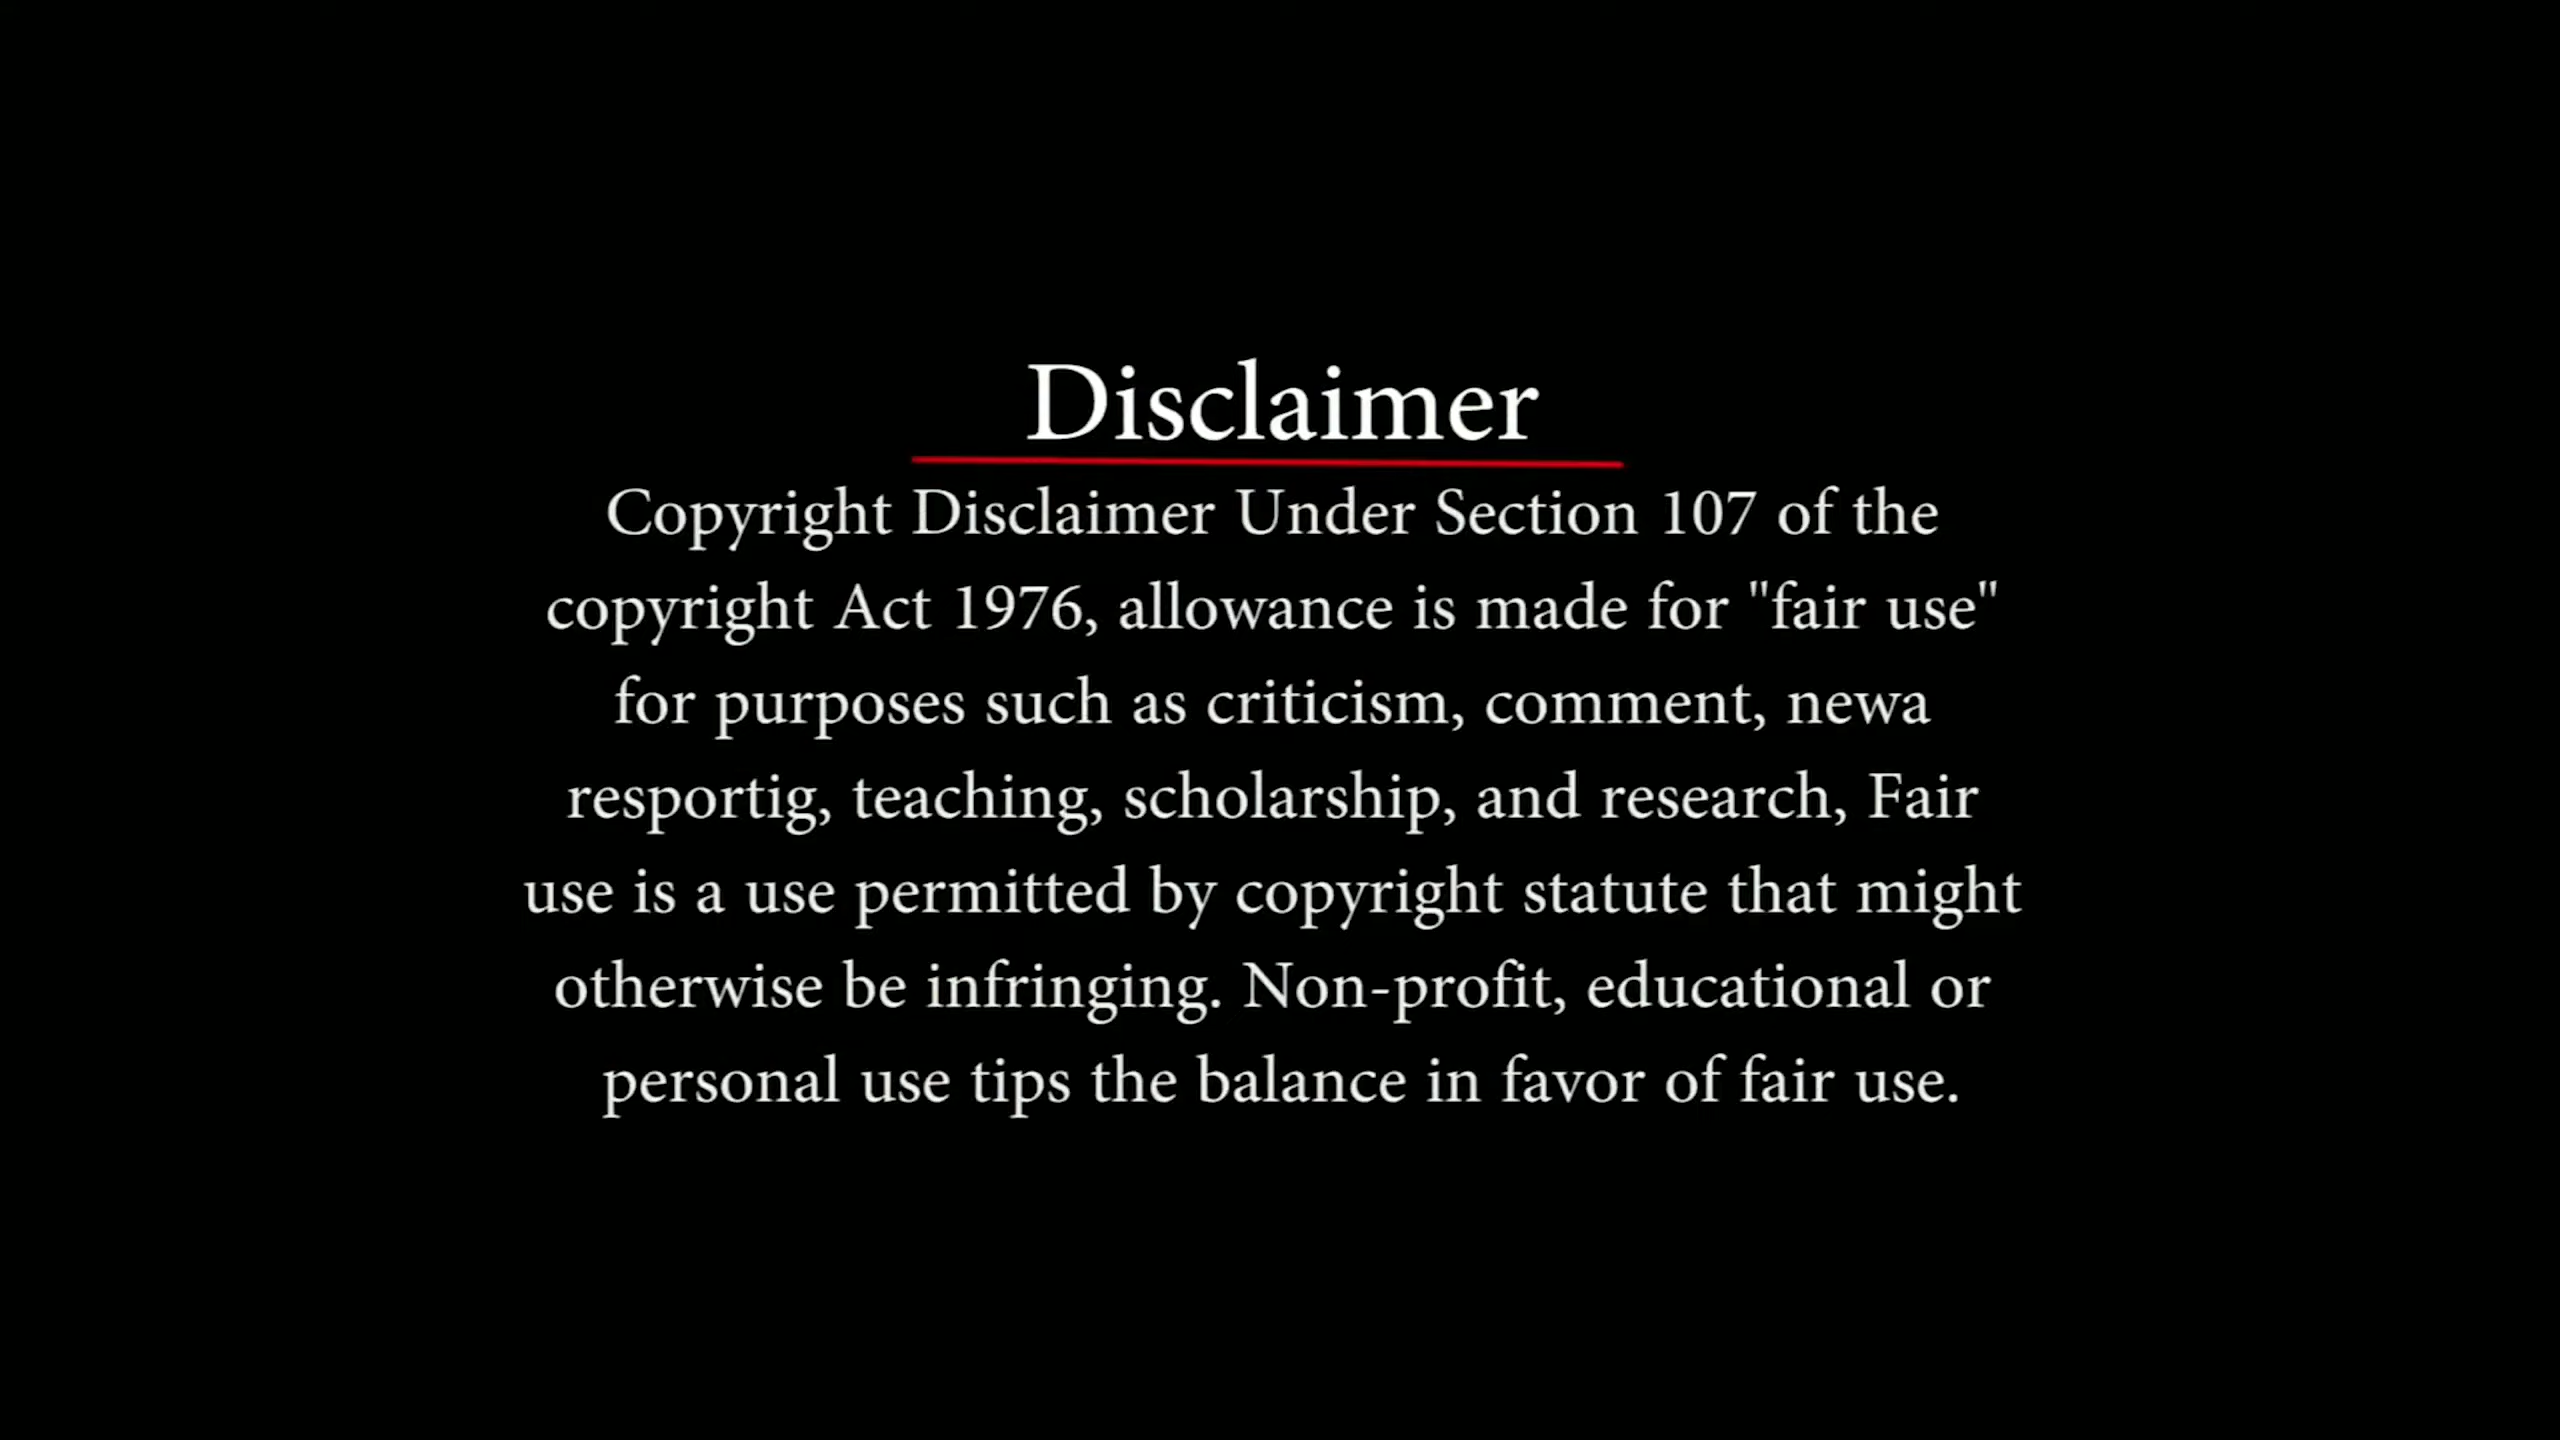 Disclaimer
Copyright Disclaimer Under Section 107 of the
copyright Act 1976, allowance is made for "fair use"
for purposes such as criticism, comment, newa
resportig, teaching, scholarship, and research, Fair
use is a use permitted by copyright statute that might
otherwise be infringing. Non-profit, educational or
personal use tips the balance in favor of fair use.